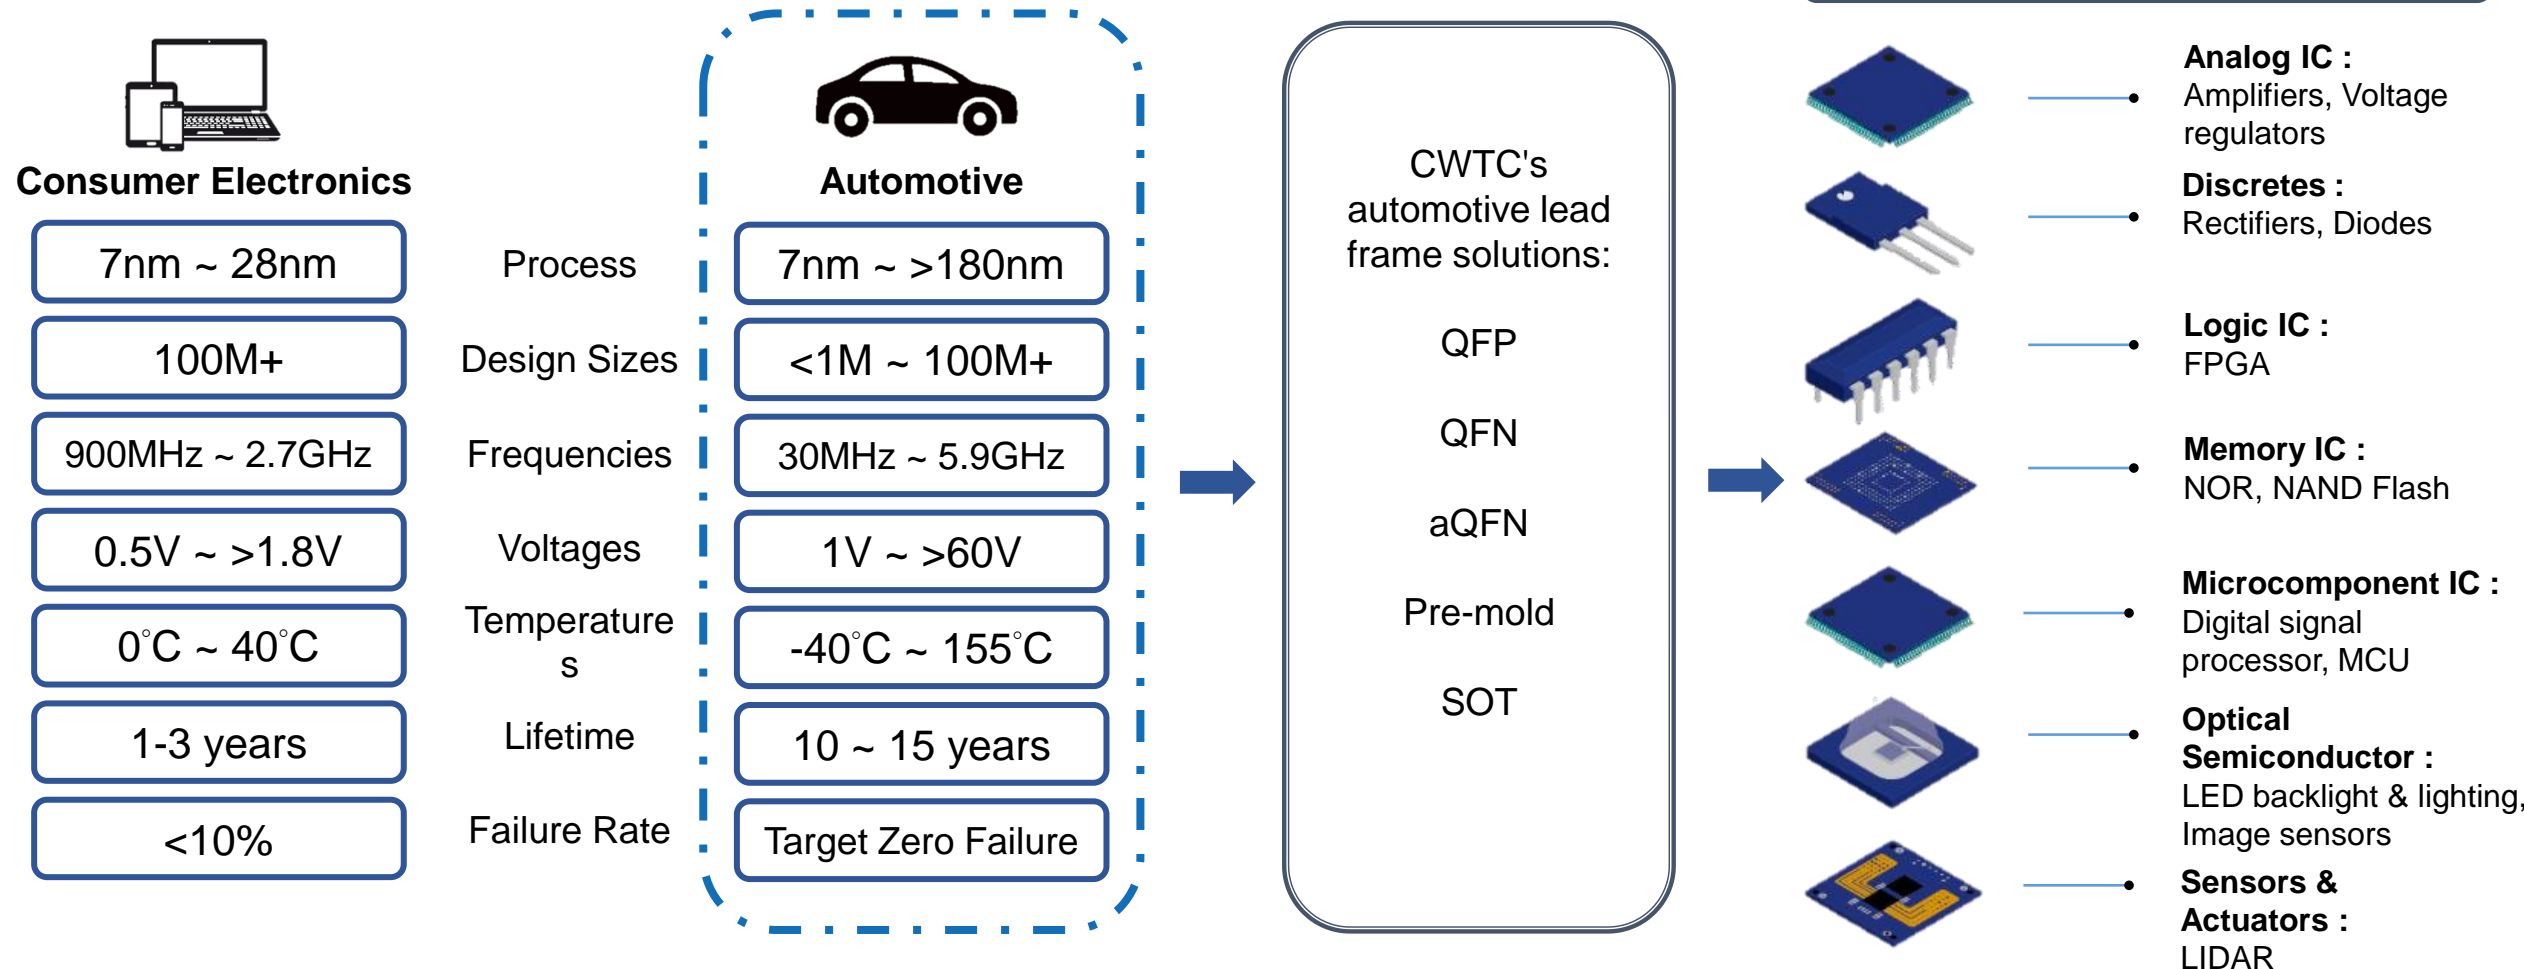 Consumer Electronics
7nm ~ 28nm
100M+
900MHz ~ 2.7GHz
0.5V ~ >1.8V
0°C ~ 40°C
1-3 years
<10%
Process
Design Sizes
Frequencies
Voltages
Temperature
s
Lifetime
Failure Rate
Automotive
7nm ~ >180nm
<1M ~ 100M+
30MHz ~ 5.9GHz
1V ~ >60V
-40°C ~ 155°C
10 ~ 15 years
Target Zero Failure
CWTC's
automotive lead
frame solutions:
QFP
QFN
aQFN
Pre-mold
SOT
Analog IC :
Amplifiers, Voltage
regulators
Discretes :
Rectifiers, Diodes
Logic IC :
FPGA
Memory IC :
NOR, NAND Flash
Microcomponent IC :
Digital signal
processor, MCU
Optical
Semiconductor :
LED backlight & lighting,
Image sensors
Sensors &
Actuators :
LIDAR